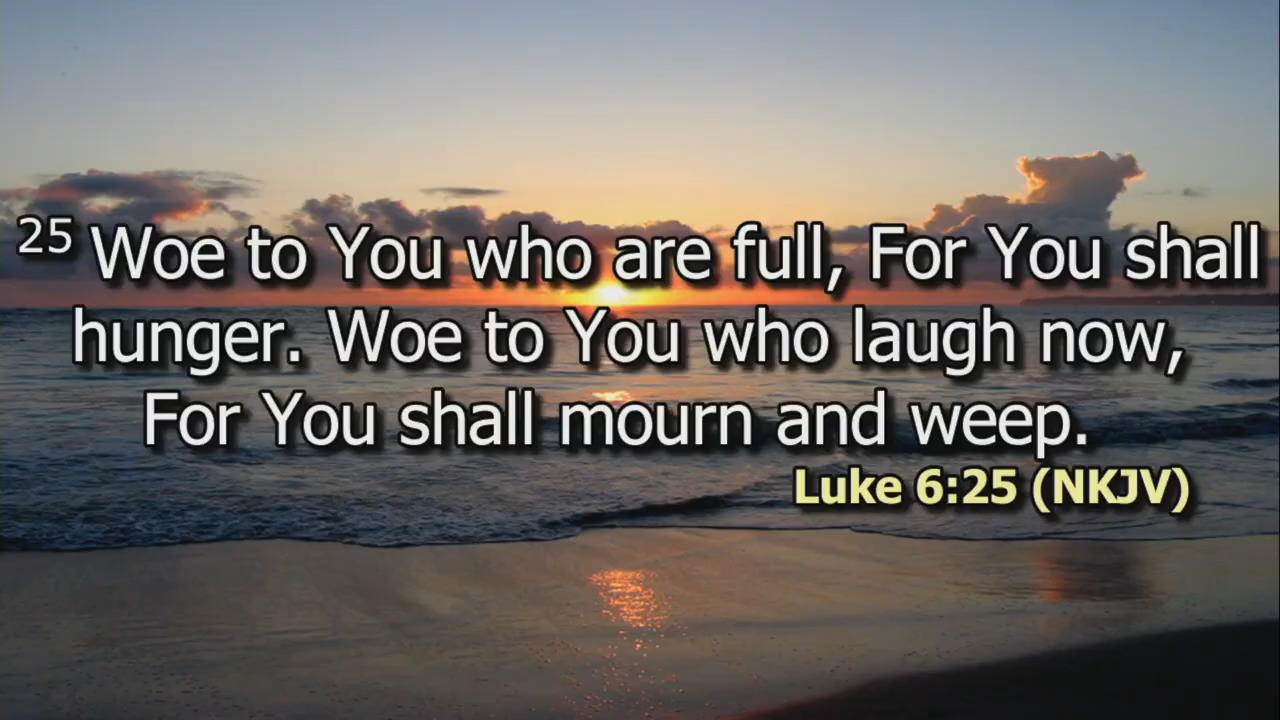 25 Woe to You who are full, For You shall
hunger. Woe to You who laugh now,
For You shall mourn and weep.
Luke 6:25 (NKJV)